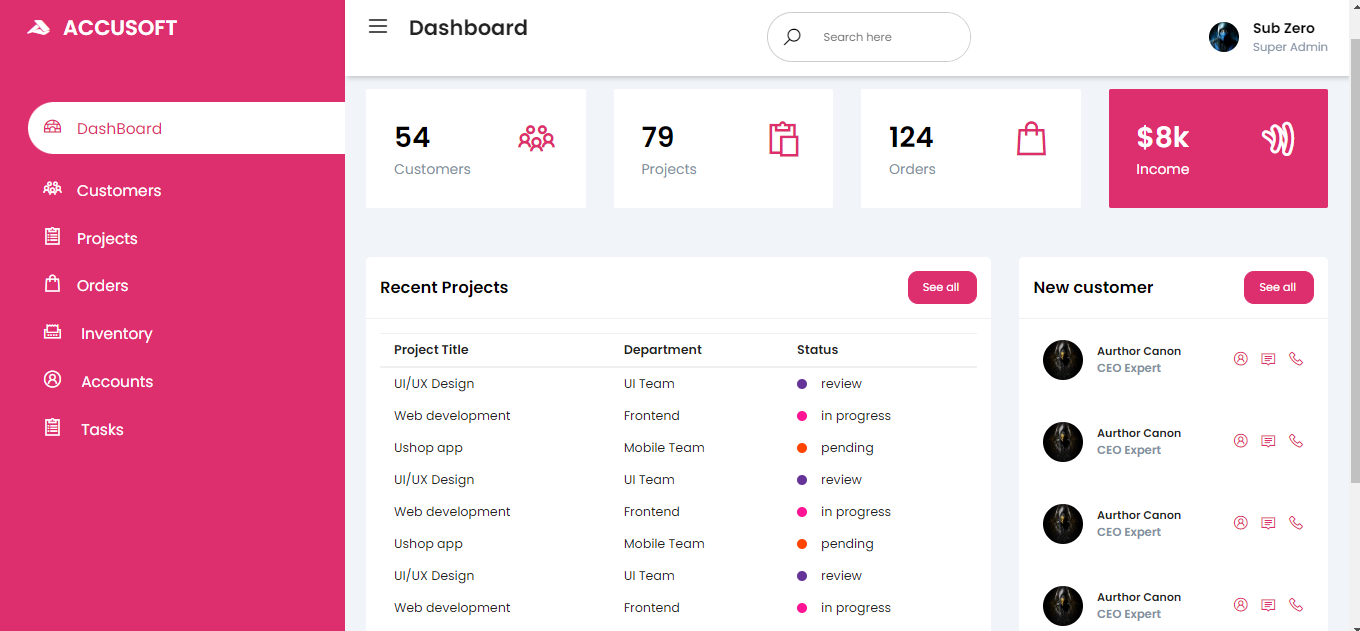 ACCUSOFT
Dashboard
Search here
Sub Zero
Super Admin
DashBoard
Customers
Projects
Orders
Inventory
Accounts
Tasks
54
Customers
79
Projects
124
Orders
$8k
Income
Recent Projects
See all
Project Title Department Status
UI/UX Design UI Team review
Web development Frontend in progress
Ushop app Mobile Team pending
UI/UX Design UI Team review
Web development Frontend in progress
Ushop app Mobile Team pending
UI/UX Design UI Team review
Web development Frontend in progress
New customer
See all
Aurthor Canon
CEO Expert
Aurthor Canon
CEO Expert
Aurthor Canon
CEO Expert
Aurthor Canon
CEO Expert